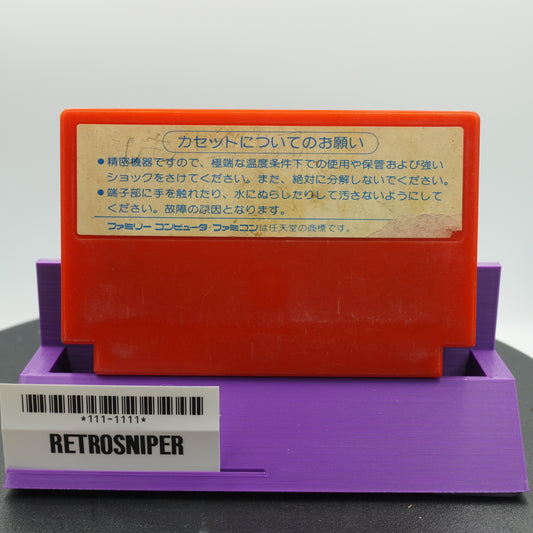 カセットについてのお願い
●精密機器ですので、極端な温度条件下での使用や保管および強い
ショックをさけてください。また、絶対に分解しないでください。
●端子部に手を触れたり、水にぬらしたりして汚さないようにして
ください。故障の原因となります。
ファミリー コンピュータ・ファミコンは任天堂の商標です。
*111-1111*
RETROSNIPER